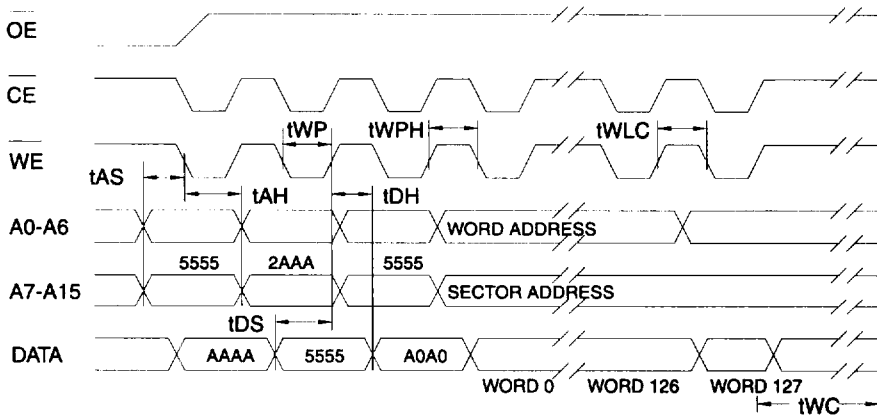 OE
CE
tWP tWPH tWLC
WE
tAS
tAH tDH
A0-A6 WORD ADDRESS
5555 2AAA 5555
A7-A15 SECTOR ADDRESS
tDS
DATA AAAA 5555 A0A0
WORD 0 WORD 126 WORD 127
tWC